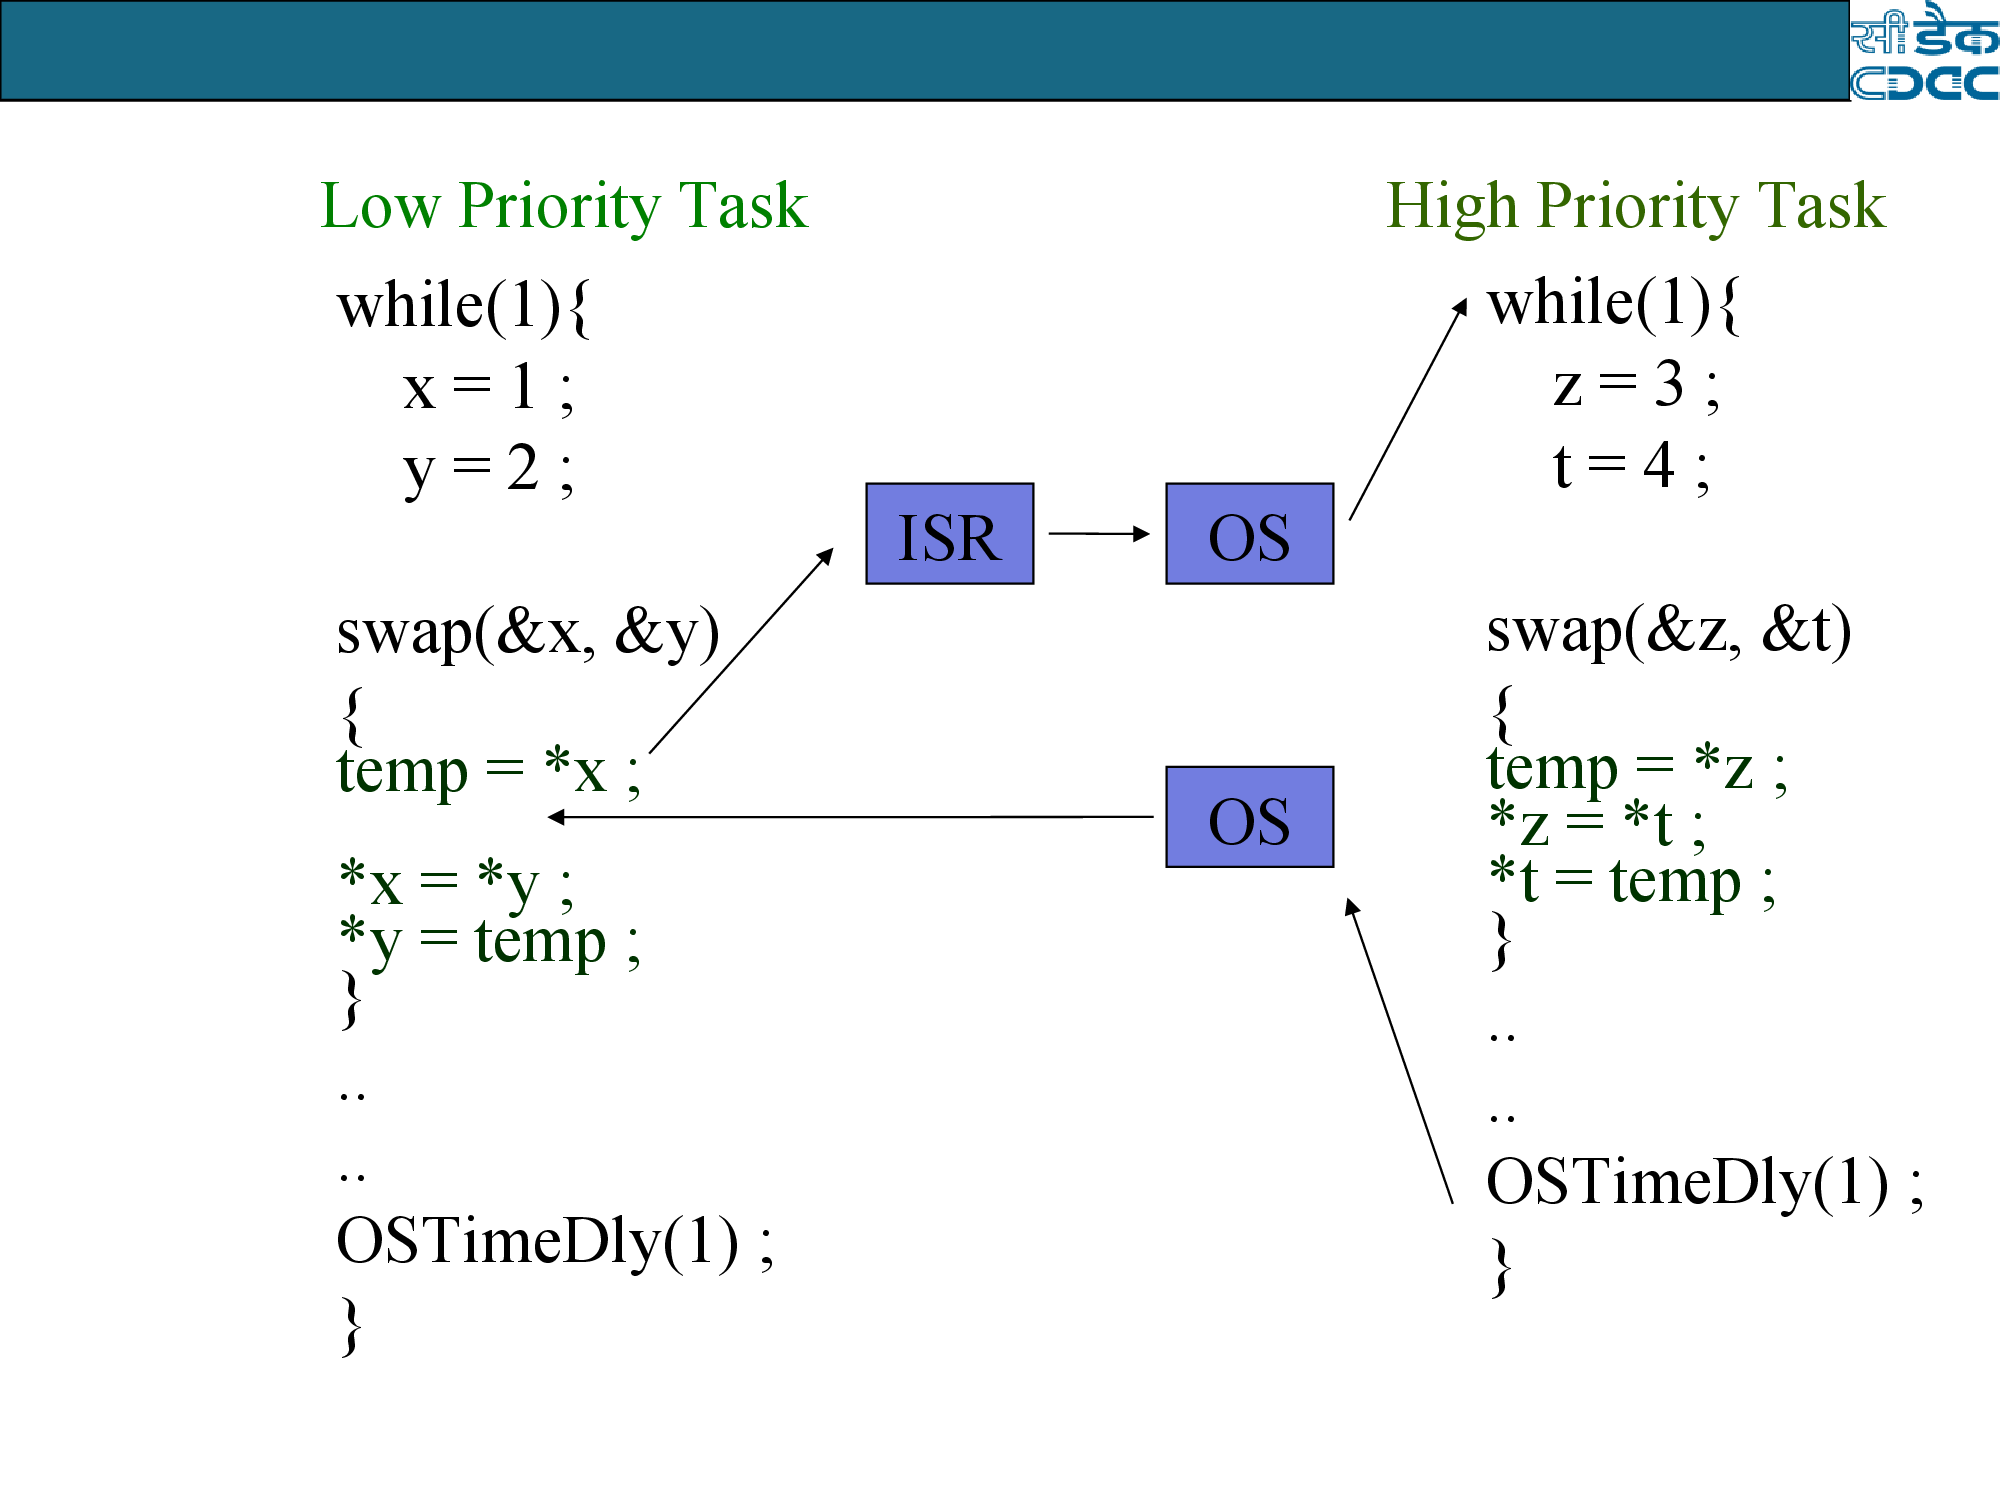 सी डैक
CDAC
Low Priority Task
while(1){
x = 1 ;
y = 2 ;
swap(&x, &y)
{
temp = *x ;
*x = *y ;
*y = temp ;
}
..
..
OSTimeDly(1) ;
}
ISR
OS
OS
High Priority Task
while(1){
z = 3 ;
t = 4 ;
swap(&z, &t)
{
temp = *z ;
*z = *t ;
*t = temp ;
}
..
..
OSTimeDly(1) ;
}